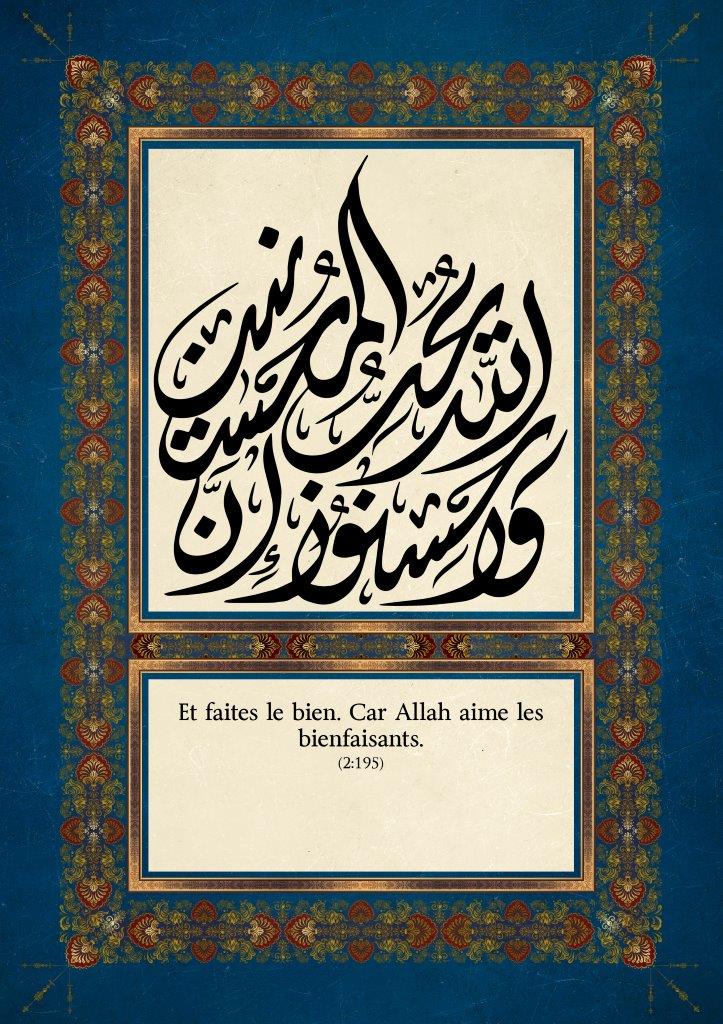 وأحسنوا إن
الله يحب المحسنين
Et faites le bien. Car Allah aime les
bienfaisants.
(2:195)